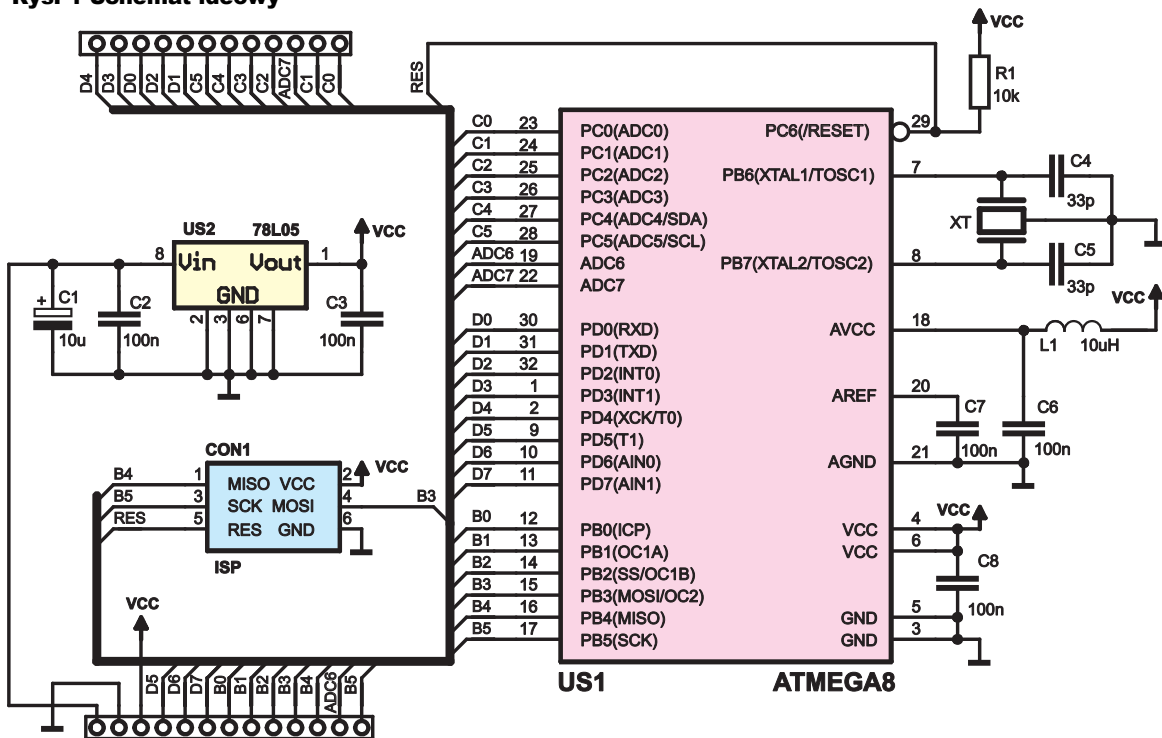 Rys. 1 Schemat ideowy
D4
D3
D0
D2
D1
C5
C4
C3
C2
ADC7
C1
C0
RES
VCC
R1
10k
C0 23 PC0(ADC0)
C1 24 PC1(ADC1)
C2 25 PC2(ADC2)
C3 26 PC3(ADC3)
C4 27 PC4(ADC4/SDA)
C5 28 PC5(ADC5/SCL)
ADC6 19 ADC6
ADC7 22 ADC7
D0 30 PD0(RXD)
D1 31 PD1(TXD)
D2 32 PD2(INT0)
D3 1 PD3(INT1)
D4 2 PD4(XCK/T0)
D5 9 PD5(T1)
D6 10 PD6(AIN0)
D7 11 PD7(AIN1)
B0 12 PB0(ICP)
B1 13 PB1(OC1A)
B2 14 PB2(SS/OC1B)
B3 15 PB3(MOSI/OC2)
B4 16 PB4(MISO)
B5 17 PB5(SCK)
PC6(/RESET) 29
PB6(XTAL1/TOSC1) 7
PB7(XTAL2/TOSC2) 8
AVCC 18
AREF 20
AGND 21
VCC 4
VCC 6
GND 5
GND 3
US1 ATMEGA8
C4
33p
XT
C5
33p
VCC
L1 10uH
C7
100n
C6
100n
VCC
C8
100n
US2 78L05
VCC
8 Vin Vout 1
GND
2 3 6 7
+ C1
10u
C2
100n
C3
100n
CON1
B4 1 MISO VCC 2 VCC
B5 3 SCK MOSI 4 B3
RES 5 RES GND 6
ISP
VCC
D5
D6
D7
B0
B1
B2
B3
B4
ADC6
B5